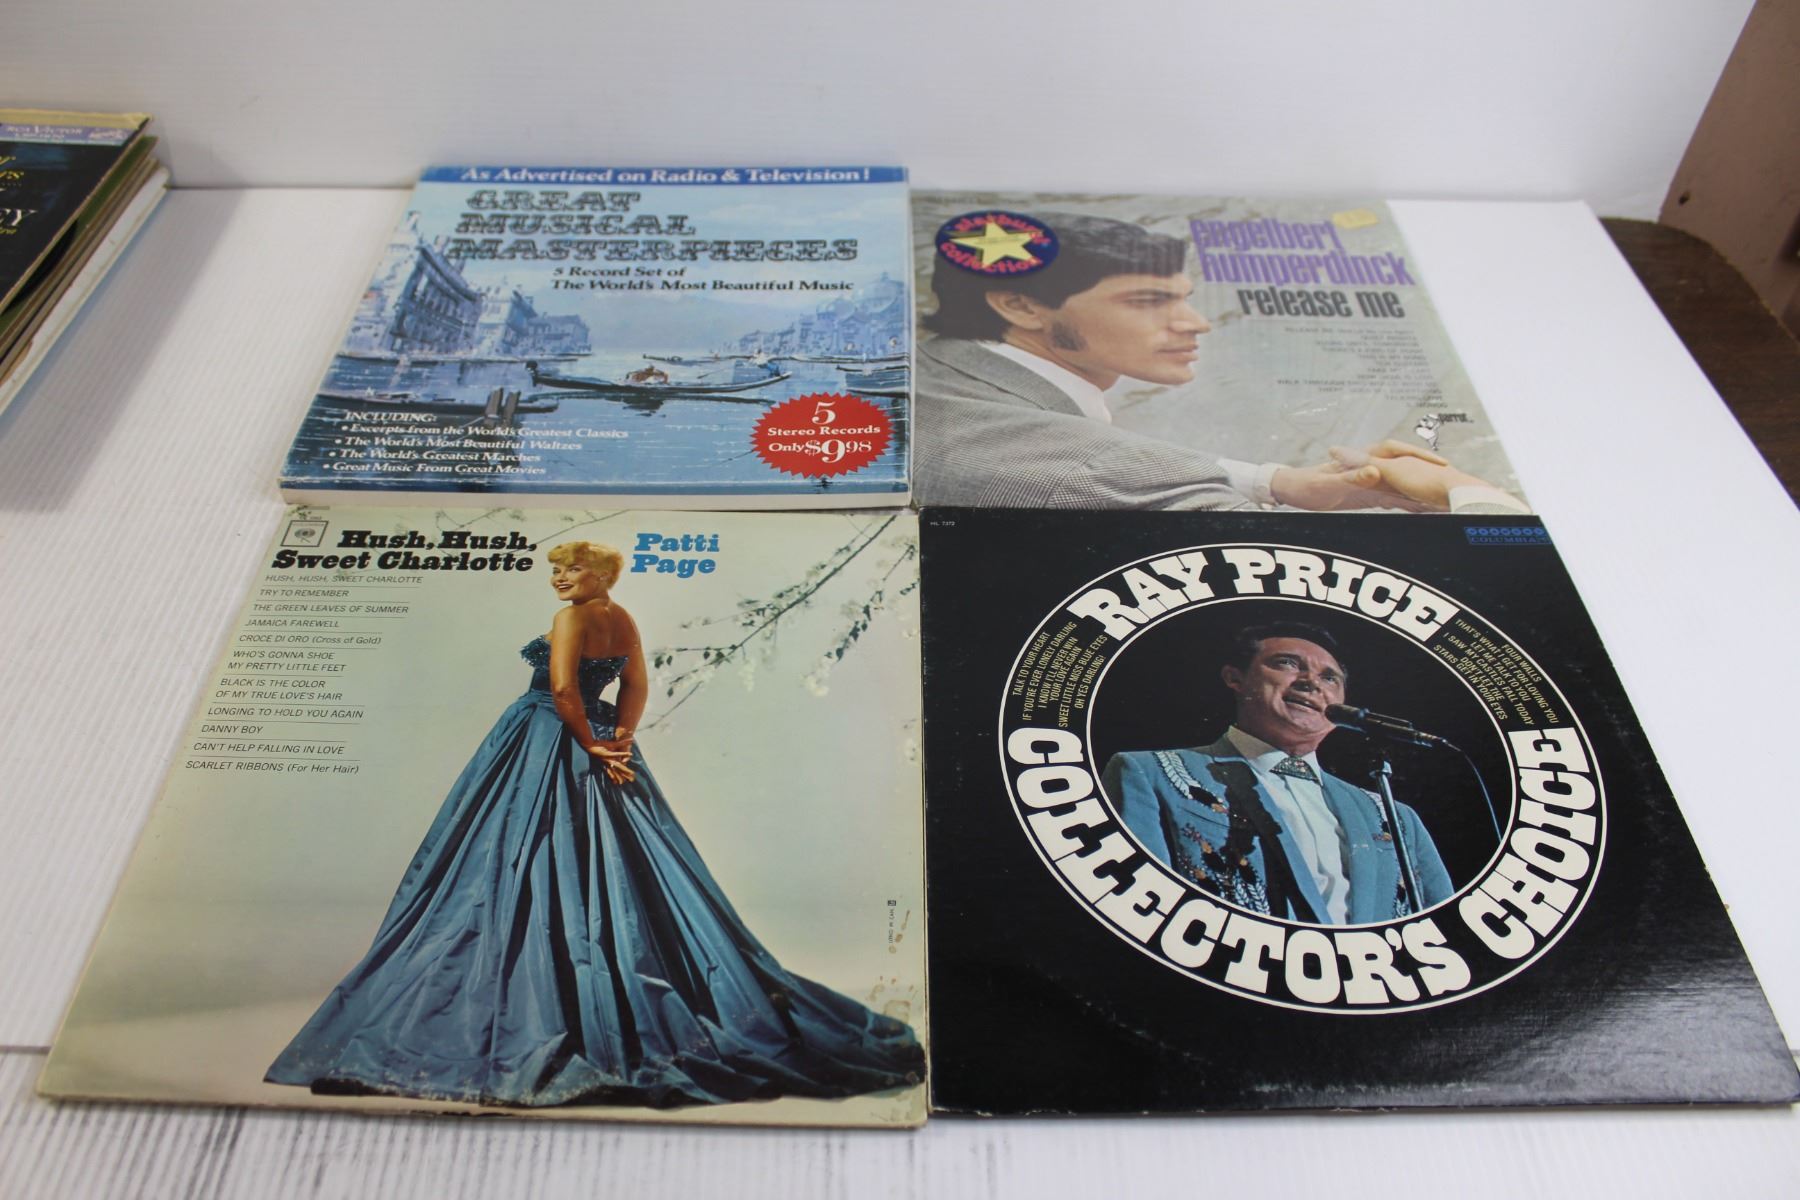 RCA VICTOR
As Advertised on Radio & Television!
GREAT
MUSICAL
MASTERPIECES
5 Record Set of
The World's Most Beautiful Music
INCLUDING:
• Excerpts from the World's Greatest Classics
• The World's Most Beautiful Waltzes
• The World's Greatest Marches
• Great Music From Great Movies
5
Stereo Records
Only $9.98
starburst
collection
engelbert
humperdinck
release me
parrot
COLUMBIA
Hush, Hush,
Sweet Charlotte
Patti
Page
HUSH, HUSH, SWEET CHARLOTTE
TRY TO REMEMBER
THE GREEN LEAVES OF SUMMER
JAMAICA FAREWELL
CROCE DI ORO (Cross of Gold)
WHO'S GONNA SHOE
MY PRETTY LITTLE FEET
BLACK IS THE COLOR
OF MY TRUE LOVE'S HAIR
LONGING TO HOLD YOU AGAIN
DANNY BOY
CAN'T HELP FALLING IN LOVE
SCARLET RIBBONS (For Her Hair)
HL 7372
COLUMBIA
RAY PRICE
TALK TO YOUR HEART
IF YOU'RE EVER LONELY DARLING
I KNOW I'LL NEVER WIN
YOUR LOVE AGAIN
SWEET LITTLE MISS BLUE EYES
OH YES DARLING!
FOUR WALLS
THAT'S WHAT I GET FOR LOVING YOU
LET ME TALK TO YOU
I SAW MY CASTLES FALL TODAY
DON'T LET THE
STARS GET IN YOUR EYES
COLLECTOR'S CHOICE